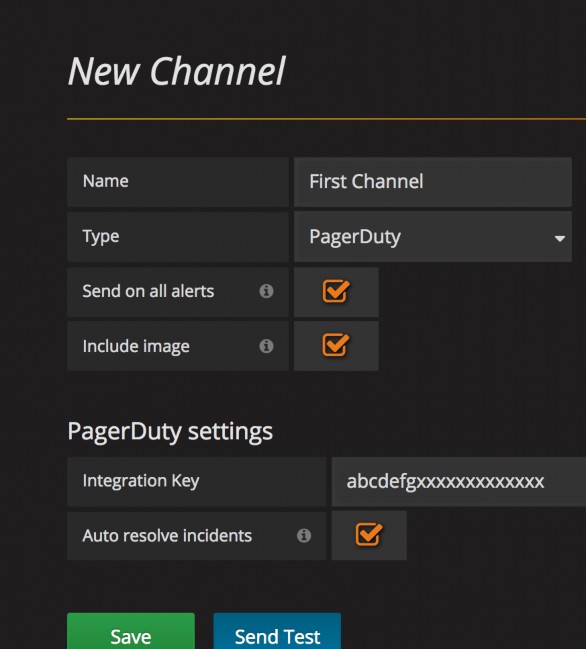 New Channel
Name First Channel
Type PagerDuty
Send on all alerts
Include image
PagerDuty settings
Integration Key abcdefgxxxxxxxxxxxxx
Auto resolve incidents
Save Send Test